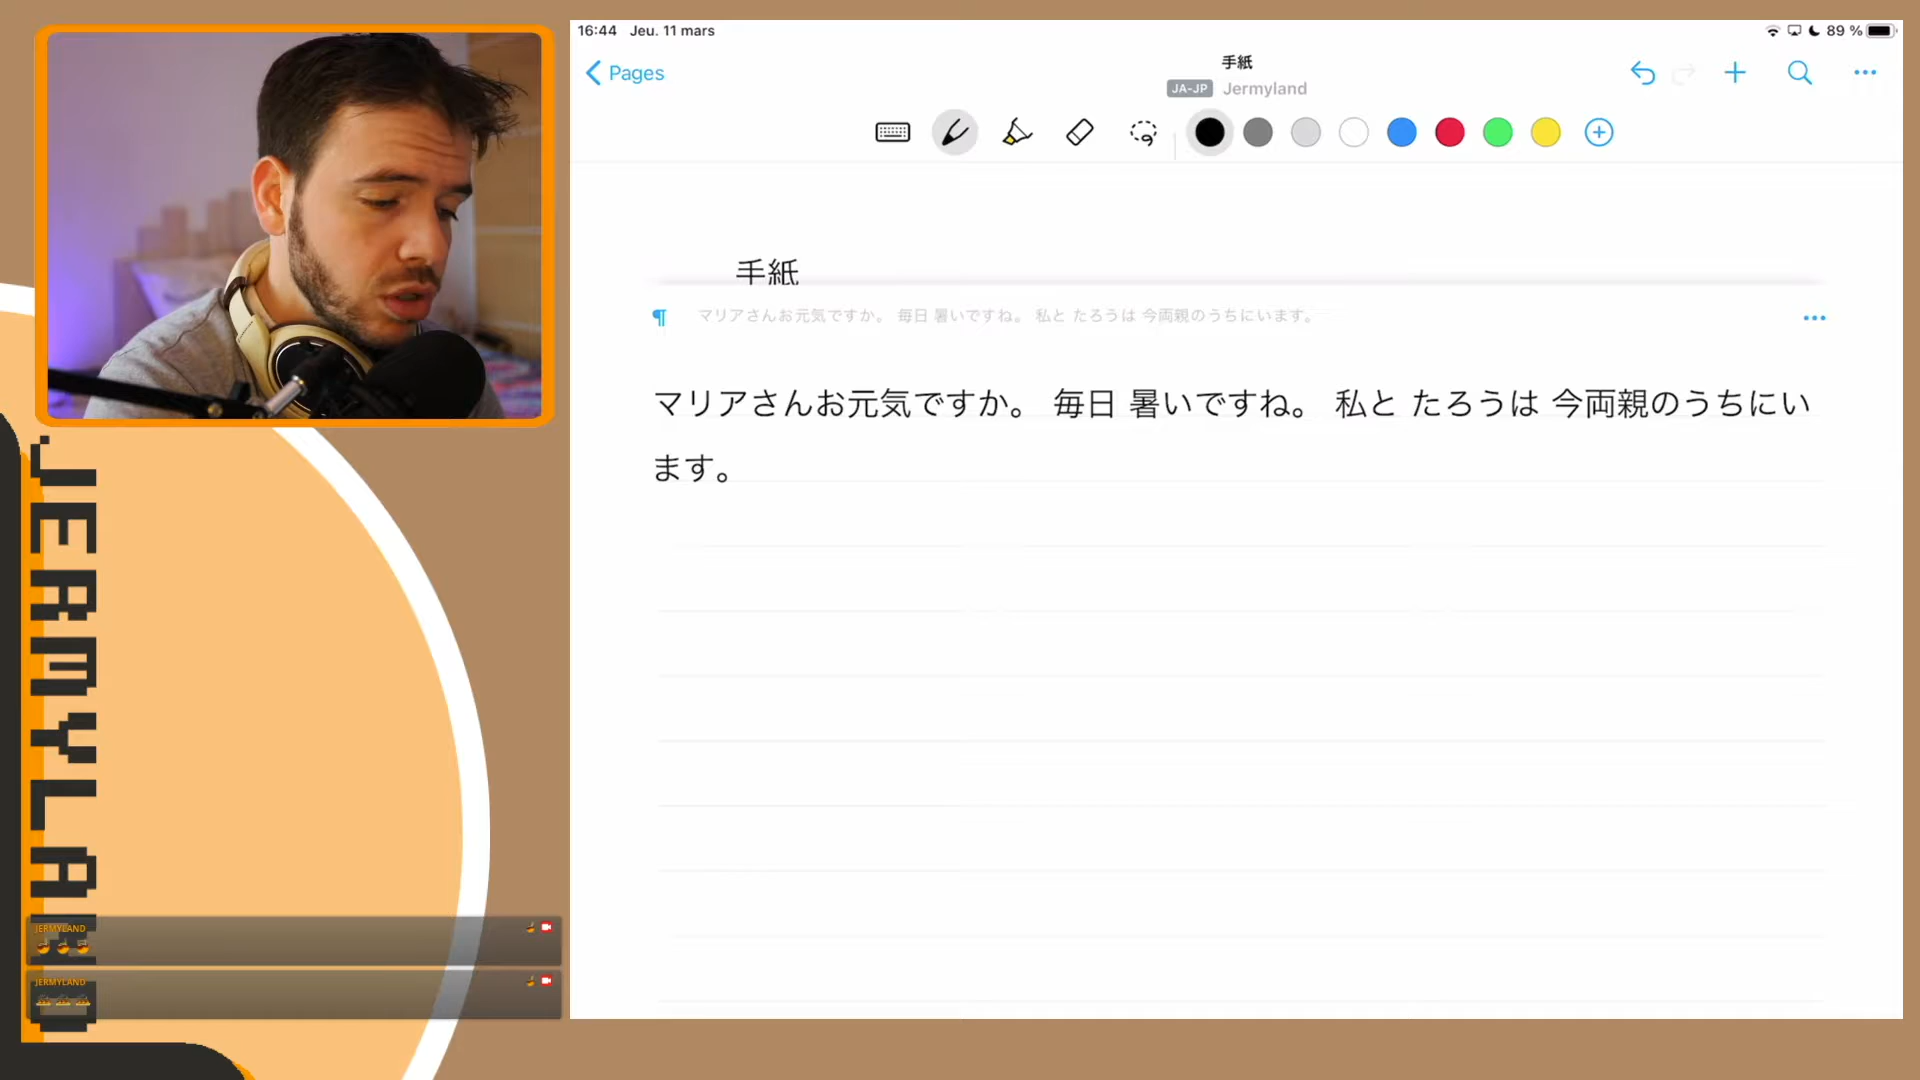 16:44 Jeu. 11 mars
89 %
Pages
手紙
JA-JP Jermyland
手紙
マリアさんお元気ですか。 毎日 暑いですね。 私と たろうは 今両親のうちにいます。
マリアさんお元気ですか。 毎日 暑いですね。 私と たろうは 今両親のうちにい
ます。
JERMYLAND
JERMYLAND
JERMYLAND